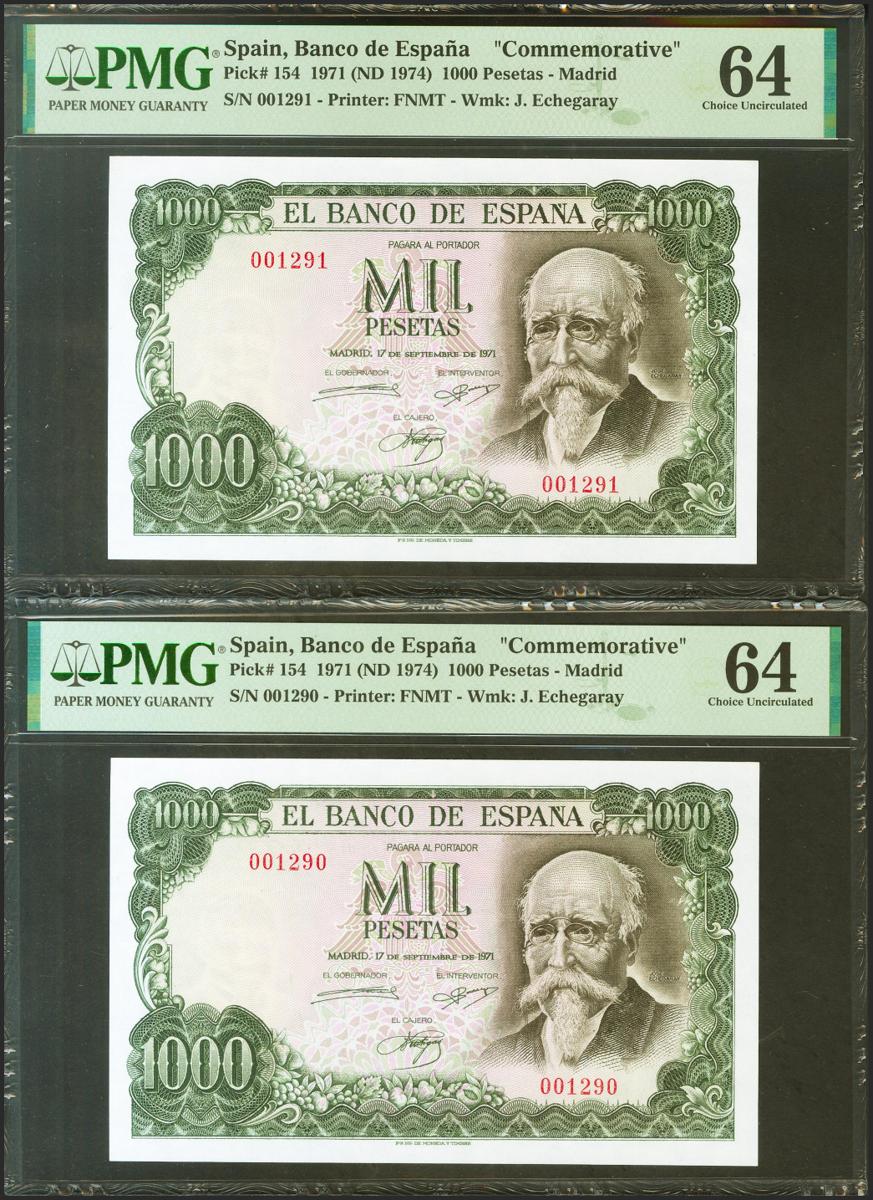 PMG® Spain, Banco de España "Commemorative" 64
Pick# 154 1971 (ND 1974) 1000 Pesetas - Madrid
PAPER MONEY GUARANTY S/N 001291 - Printer: FNMT - Wmk: J. Echegaray Choice Uncirculated
1000 EL BANCO DE ESPAÑA 1000
PAGARA AL PORTADOR
001291
MIL
PESETAS
MADRID, 17 DE SEPTIEMBRE DE 1971
EL GOBERNADOR EL INTERVENTOR
EL CAJERO,
1000
001291
PMG® Spain, Banco de España "Commemorative" 64
Pick# 154 1971 (ND 1974) 1000 Pesetas - Madrid
PAPER MONEY GUARANTY S/N 001290 - Printer: FNMT - Wmk: J. Echegaray Choice Uncirculated
1000 EL BANCO DE ESPAÑA 1000
PAGARA AL PORTADOR
001290
MIL
PESETAS
MADRID, 17 DE SEPTIEMBRE DE 1971
EL GOBERNADOR EL INTERVENTOR
EL CAJERO,
1000
001290